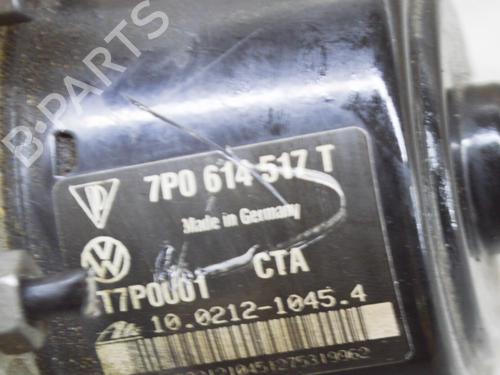 B-PARTS
7P0 614 517 T
Made in Germany
T7P0001 CTA
10.0212-1045.4